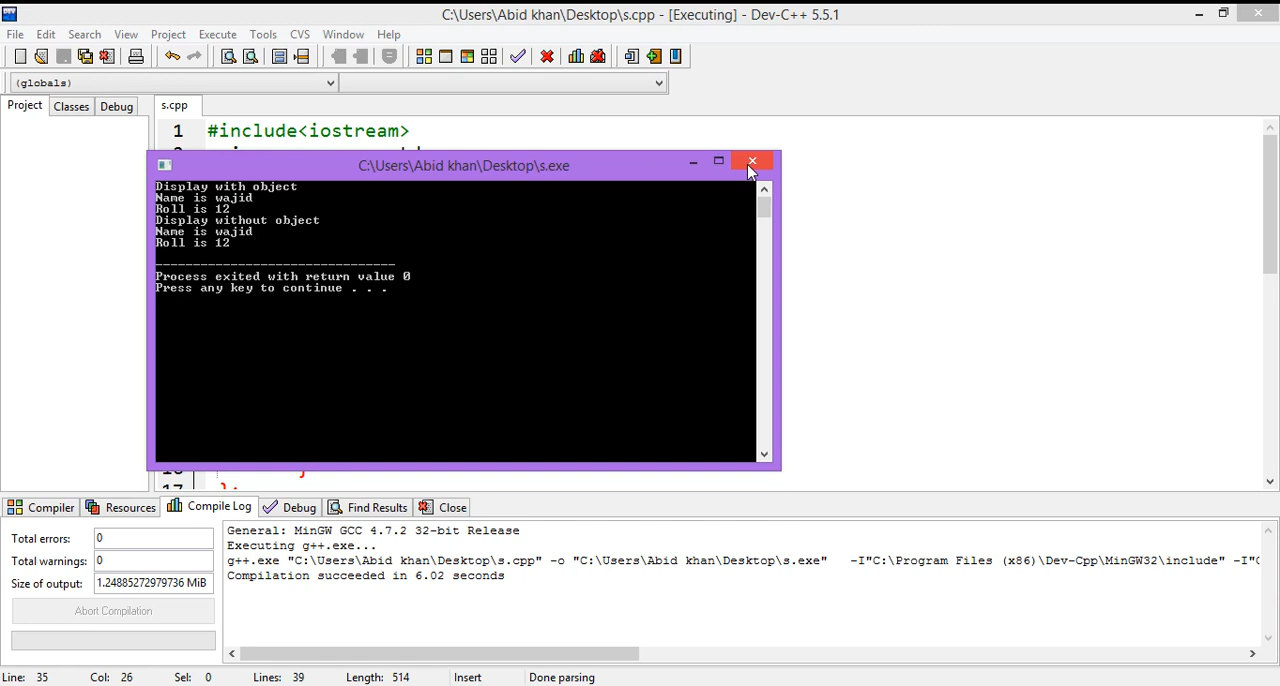 C:\Users\Abid khan\Desktop\s.cpp - [Executing] - Dev-C++ 5.5.1
File Edit Search View Project Execute Tools CVS Window Help
(globals)
Project Classes Debug s.cpp
1 #include<iostream>
C:\Users\Abid khan\Desktop\s.exe
Display with object
Name is wajid
Roll is 12
Display without object
Name is wajid
Roll is 12
--------------------------------
Process exited with return value 0
Press any key to continue . . .
Compiler Resources Compile Log Debug Find Results Close
Total errors: 0
Total warnings: 0
Size of output: 1.24885272979736 MiB
Abort Compilation
General: MinGW GCC 4.7.2 32-bit Release
Executing g++.exe...
g++.exe "C:\Users\Abid khan\Desktop\s.cpp" -o "C:\Users\Abid khan\Desktop\s.exe" -I"C:\Program Files (x86)\Dev-Cpp\MinGW32\include" -I"C
Compilation succeeded in 6.02 seconds
Line: 35 Col: 26 Sel: 0 Lines: 39 Length: 514 Insert Done parsing